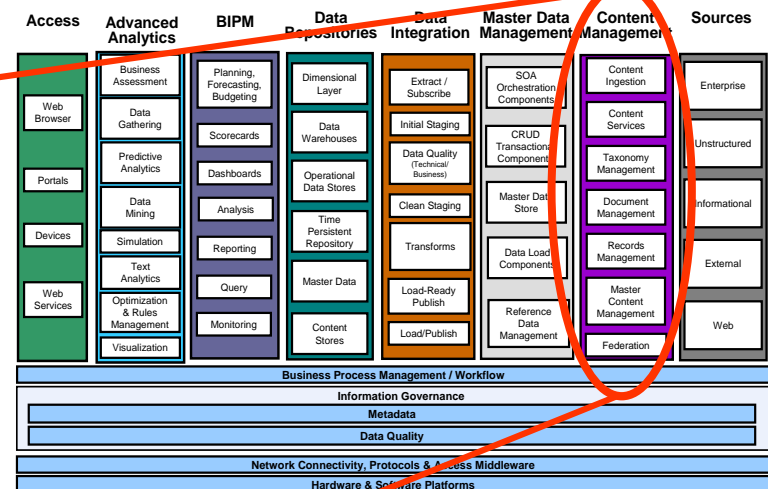 Access
Advanced
Analytics
BIPM
Data
Repositories
Data
Integration
Master Data
Management
Content
Management
Sources
Web
Browser
Portals
Devices
Web
Services
Business
Assessment
Data
Gathering
Predictive
Analytics
Data
Mining
Simulation
Text
Analytics
Optimization
& Rules
Management
Visualization
Planning,
Forecasting,
Budgeting
Scorecards
Dashboards
Analysis
Reporting
Query
Monitoring
Dimensional
Layer
Data
Warehouses
Operational
Data Stores
Time
Persistent
Repository
Master Data
Content
Stores
Extract /
Subscribe
Initial Staging
Data Quality
(Technical/
Business)
Clean Staging
Transforms
Load-Ready
Publish
Load/Publish
SOA
Orchestration
Components
CRUD
Transactional
Components
Master Data
Store
Data Load
Components
Reference
Data
Management
Content
Ingestion
Content
Services
Taxonomy
Management
Document
Management
Records
Management
Master
Content
Management
Federation
Enterprise
Unstructured
Informational
External
Web
Business Process Management / Workflow
Information Governance
Metadata
Data Quality
Network Connectivity, Protocols & Access Middleware
Hardware & Software Platforms